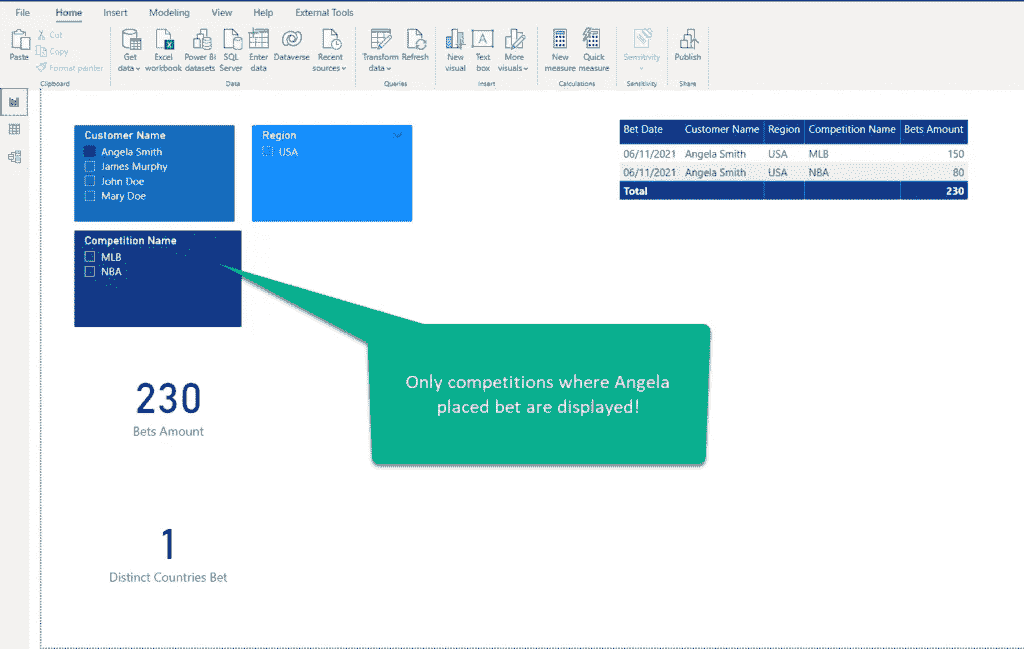 File Home Insert Modeling View Help External Tools
Paste
Cut
Copy
Format painter
Clipboard
Get data
Excel workbook
Power BI datasets
SQL Server
Enter data
Dataverse
Recent sources
Data
Transform data
Refresh
Queries
New visual
Text box
More visuals
Insert
New measure
Quick measure
Calculations
Sensitivity
Sensitivity
Publish
Share
Customer Name
Angela Smith
James Murphy
John Doe
Mary Doe
Region
USA
Competition Name
MLB
NBA
Bet Date Customer Name Region Competition Name Bets Amount
06/11/2021 Angela Smith USA MLB 150
06/11/2021 Angela Smith USA NBA 80
Total 230
Only competitions where Angela
placed bet are displayed!
230
Bets Amount
1
Distinct Countries Bet